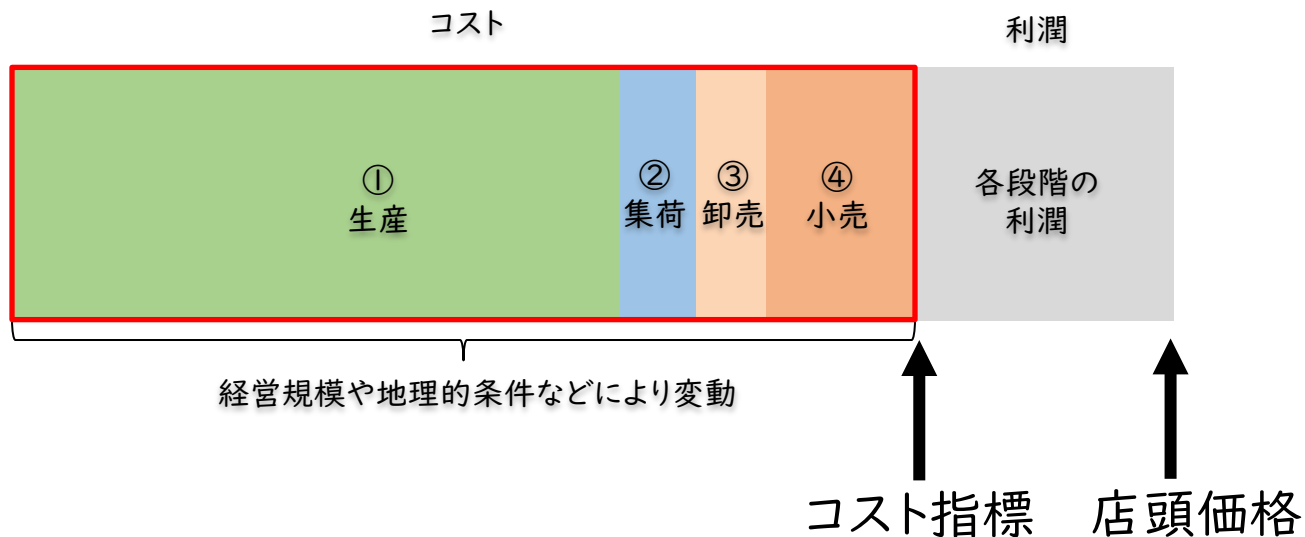 コスト
利潤
①
生産
②
集荷
③
卸売
④
小売
各段階の
利潤
経営規模や地理的条件などにより変動
コスト指標
店頭価格